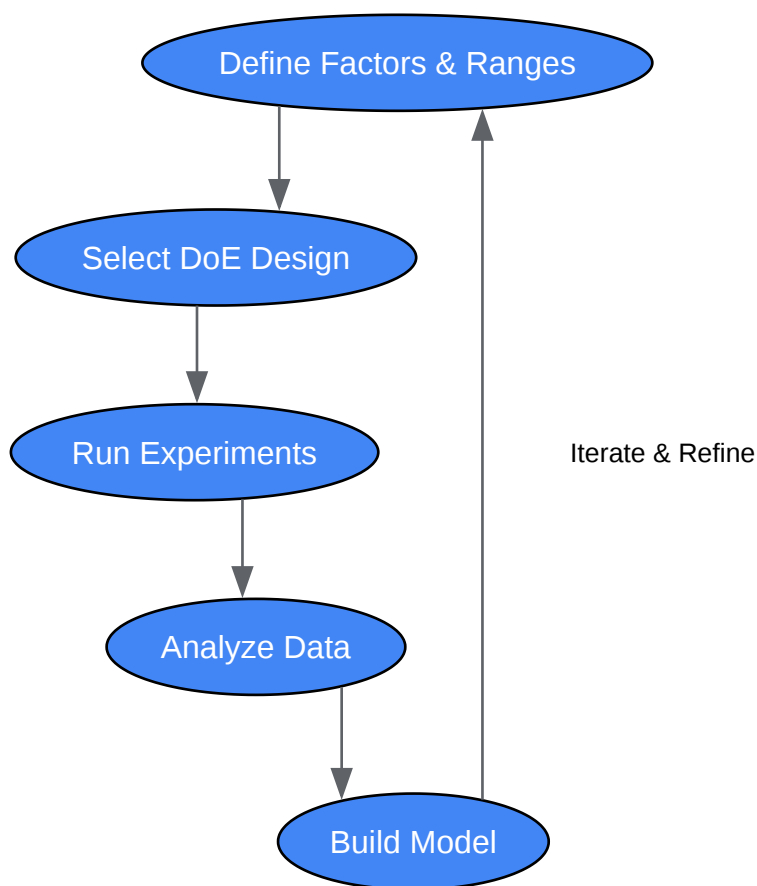 Define Factors & Ranges
Select DoE Design
Run Experiments
Iterate & Refine
Analyze Data
Build Model